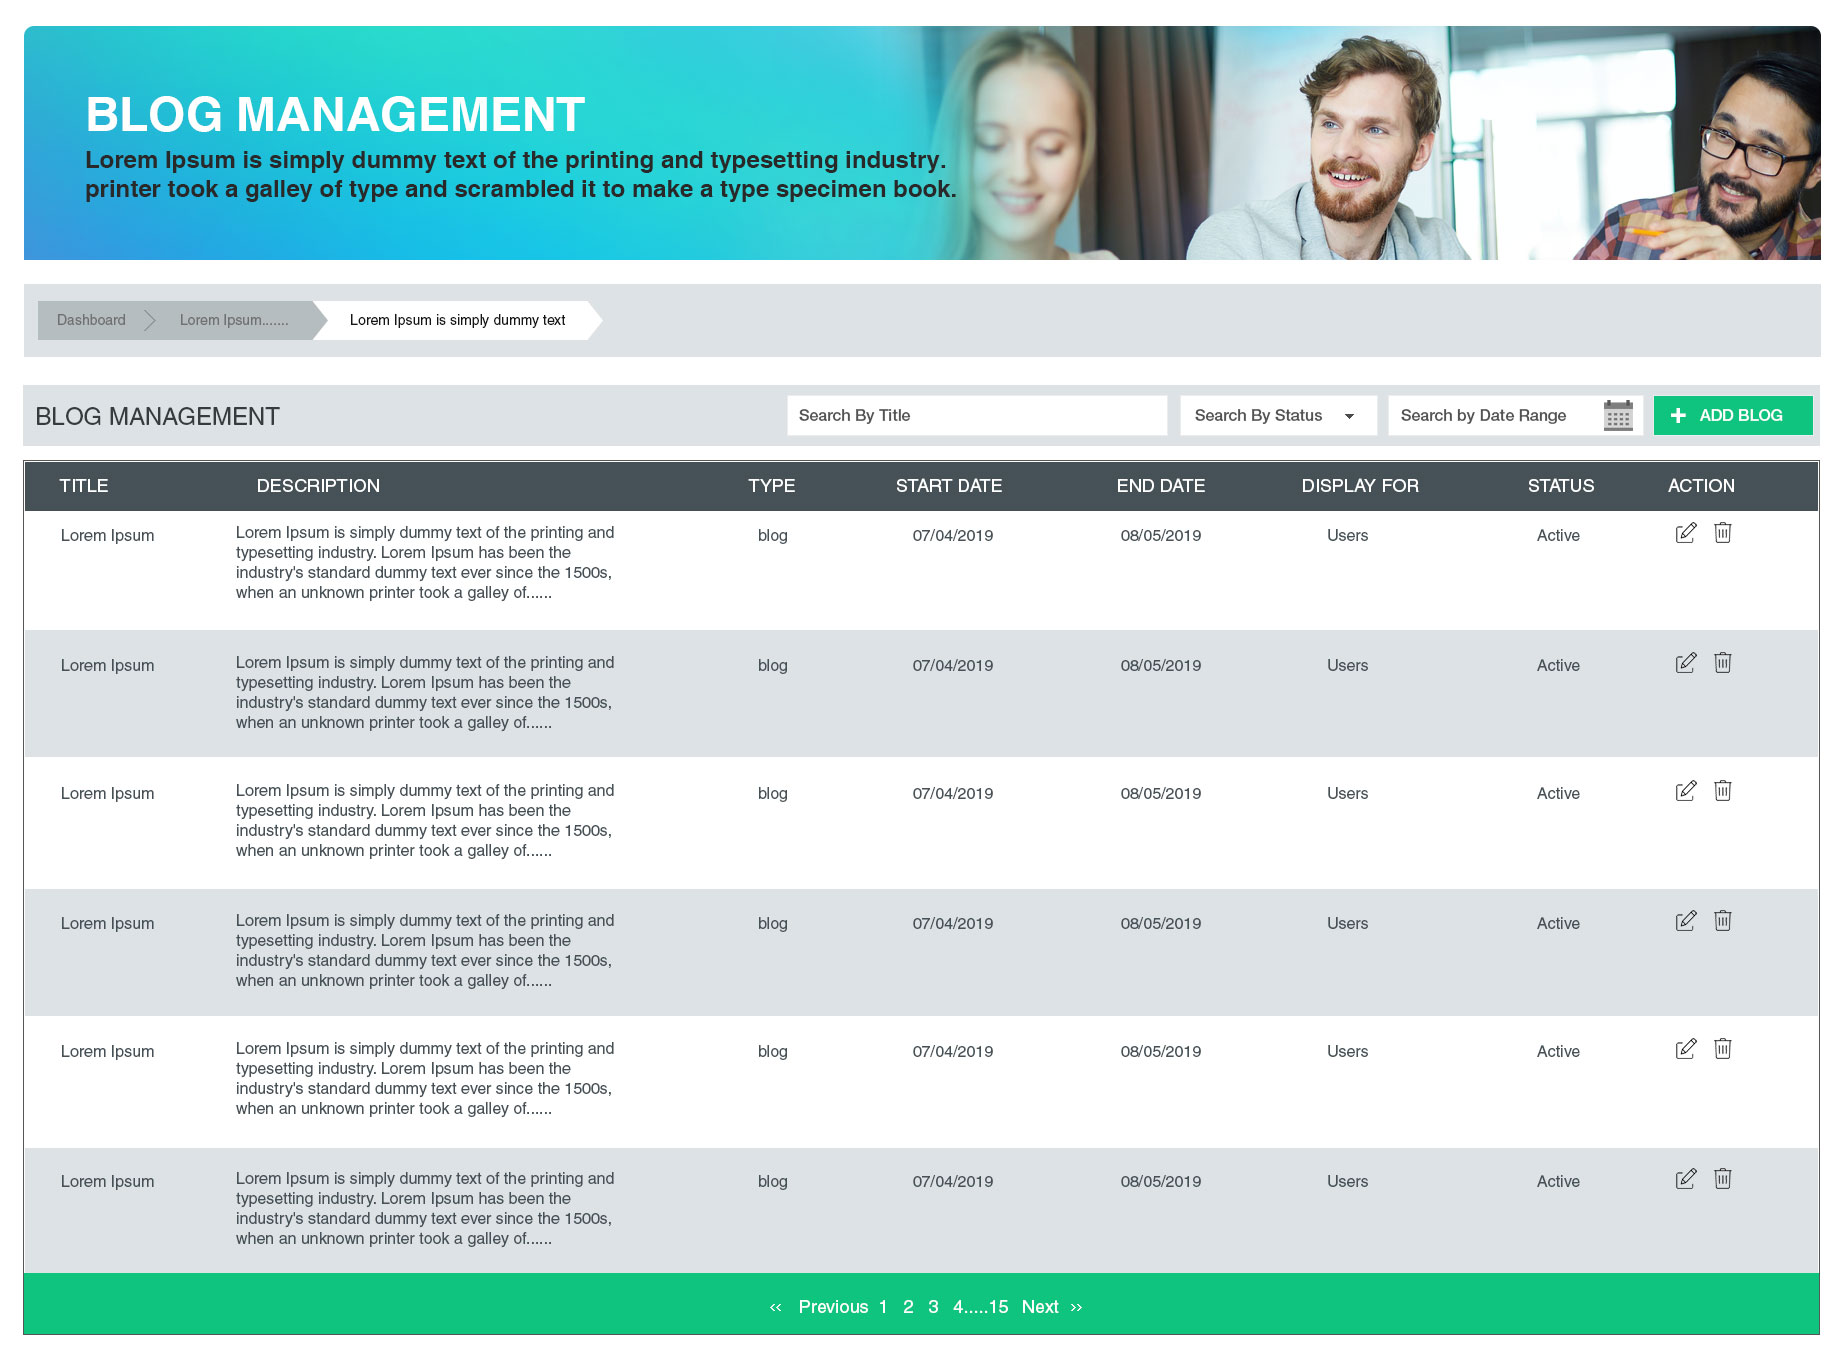 BLOG MANAGEMENT
Lorem Ipsum is simply dummy text of the printing and typesetting industry.
printer took a galley of type and scrambled it to make a type specimen book.
Dashboard Lorem Ipsum....... Lorem Ipsum is simply dummy text
BLOG MANAGEMENT Search By Title Search By Status Search by Date Range + ADD BLOG
TITLE DESCRIPTION TYPE START DATE END DATE DISPLAY FOR STATUS ACTION
Lorem Ipsum Lorem Ipsum is simply dummy text of the printing and blog 07/04/2019 08/05/2019 Users Active
typesetting industry. Lorem Ipsum has been the
industry's standard dummy text ever since the 1500s,
when an unknown printer took a galley of......
Lorem Ipsum Lorem Ipsum is simply dummy text of the printing and blog 07/04/2019 08/05/2019 Users Active
typesetting industry. Lorem Ipsum has been the
industry's standard dummy text ever since the 1500s,
when an unknown printer took a galley of......
Lorem Ipsum Lorem Ipsum is simply dummy text of the printing and blog 07/04/2019 08/05/2019 Users Active
typesetting industry. Lorem Ipsum has been the
industry's standard dummy text ever since the 1500s,
when an unknown printer took a galley of......
Lorem Ipsum Lorem Ipsum is simply dummy text of the printing and blog 07/04/2019 08/05/2019 Users Active
typesetting industry. Lorem Ipsum has been the
industry's standard dummy text ever since the 1500s,
when an unknown printer took a galley of......
Lorem Ipsum Lorem Ipsum is simply dummy text of the printing and blog 07/04/2019 08/05/2019 Users Active
typesetting industry. Lorem Ipsum has been the
industry's standard dummy text ever since the 1500s,
when an unknown printer took a galley of......
Lorem Ipsum Lorem Ipsum is simply dummy text of the printing and blog 07/04/2019 08/05/2019 Users Active
typesetting industry. Lorem Ipsum has been the
industry's standard dummy text ever since the 1500s,
when an unknown printer took a galley of......
‹‹ Previous 1 2 3 4.....15 Next ››